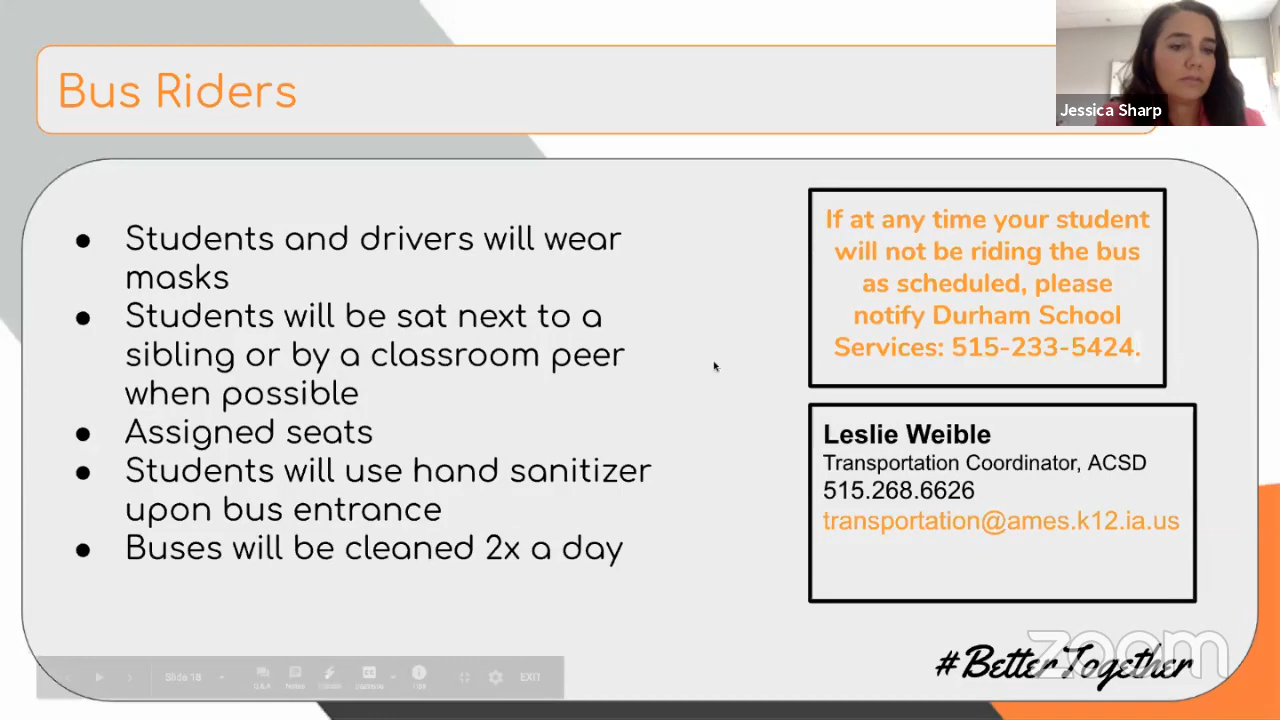 Bus Riders
Jessica Sharp
● Students and drivers will wear
masks
● Students will be sat next to a
sibling or by a classroom peer
when possible
● Assigned seats
● Students will use hand sanitizer
upon bus entrance
● Buses will be cleaned 2x a day
If at any time your student
will not be riding the bus
as scheduled, please
notify Durham School
Services: 515-233-5424.
Leslie Weible
Transportation Coordinator, ACSD
515.268.6626
transportation@ames.k12.ia.us
#BetterTogether
zoom
Slide 18
Q&A
Notes
EXIT